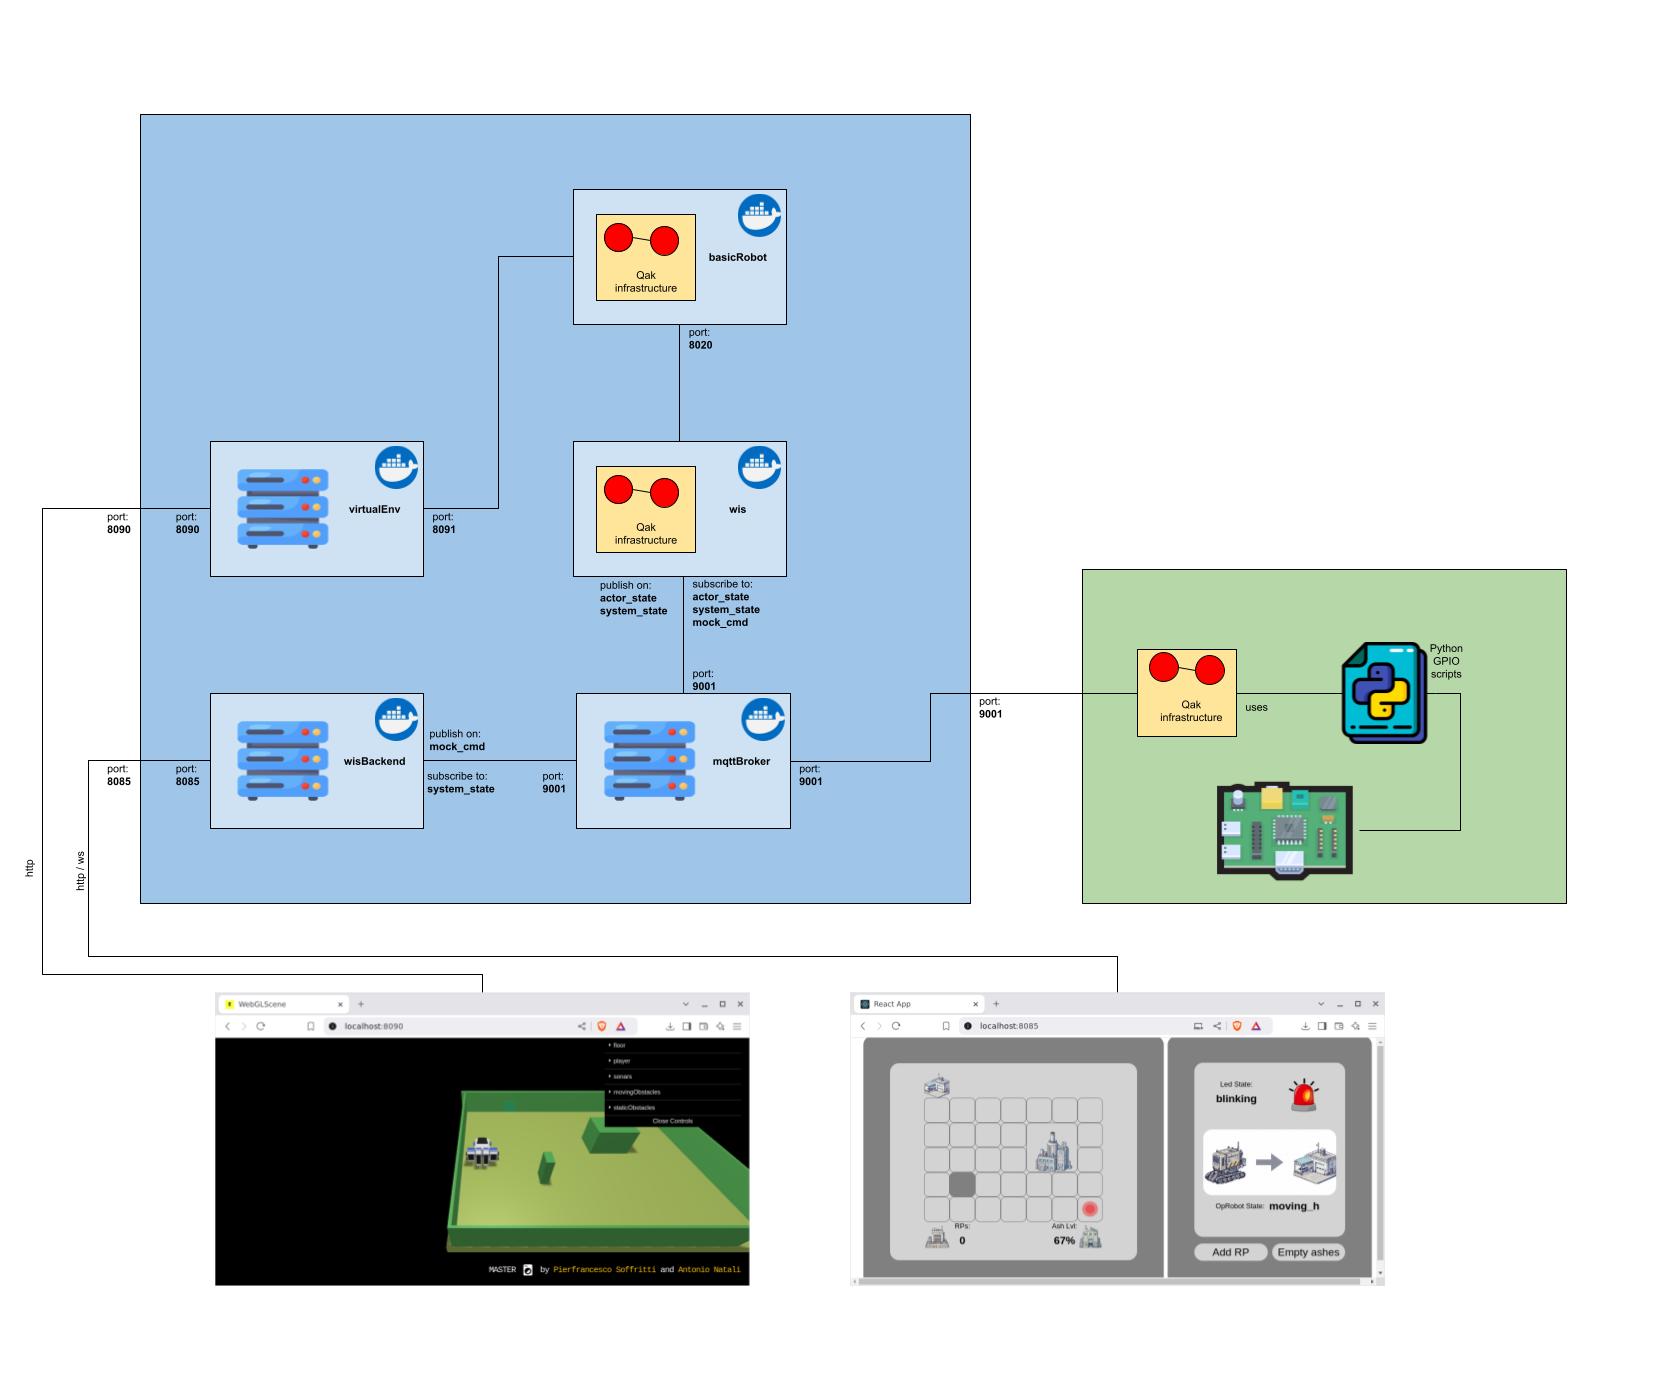 basicRobot
Qak
infrastructure
port:
8020
virtualEnv
port:
8090
port:
8090
port:
8091
wis
Qak
infrastructure
publish on:
actor_state
system_state
subscribe to:
actor_state
system_state
mock_cmd
port:
9001
wisBackend
port:
8085
port:
8085
publish on:
mock_cmd
subscribe to:
system_state
port:
9001
mqttBroker
port:
9001
port:
9001
Qak
infrastructure
uses
Python
GPIO
scripts
http
http / ws
WebGLScene
localhost:8090
floor
player
sonars
movingObstacles
staticObstacles
Close Controls
MASTER by Pierfrancesco Soffritti and Antonio Natali
React App
localhost:8085
RPs:
0
Ash Lvl:
67%
Led State:
blinking
OpRobot State: moving_h
Add RP
Empty ashes